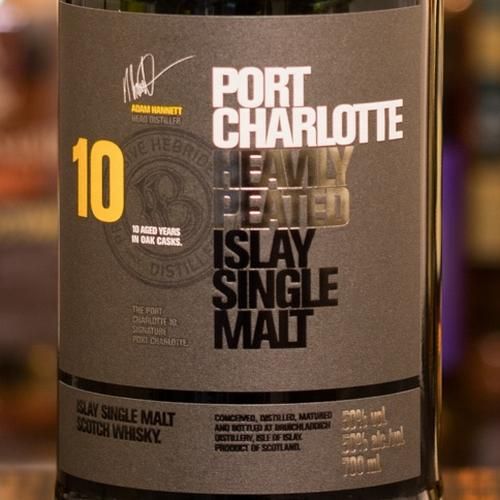 ADAM HANNETT
HEAD DISTILLER
PORT
CHARLOTTE
HEAVILY
PEATED
ISLAY
SINGLE
MALT
10
10 AGED YEARS
IN OAK CASKS.
THE PORT
CHARLOTTE 10.
SIGNATURE
PORT CHARLOTTE.
ISLAY SINGLE MALT
SCOTCH WHISKY.
CONCEIVED, DISTILLED, MATURED
AND BOTTLED AT BRUICHLADDICH
DISTILLERY, ISLE OF ISLAY.
PRODUCT OF SCOTLAND.
50% vol.
50% alc./vol.
700 ml